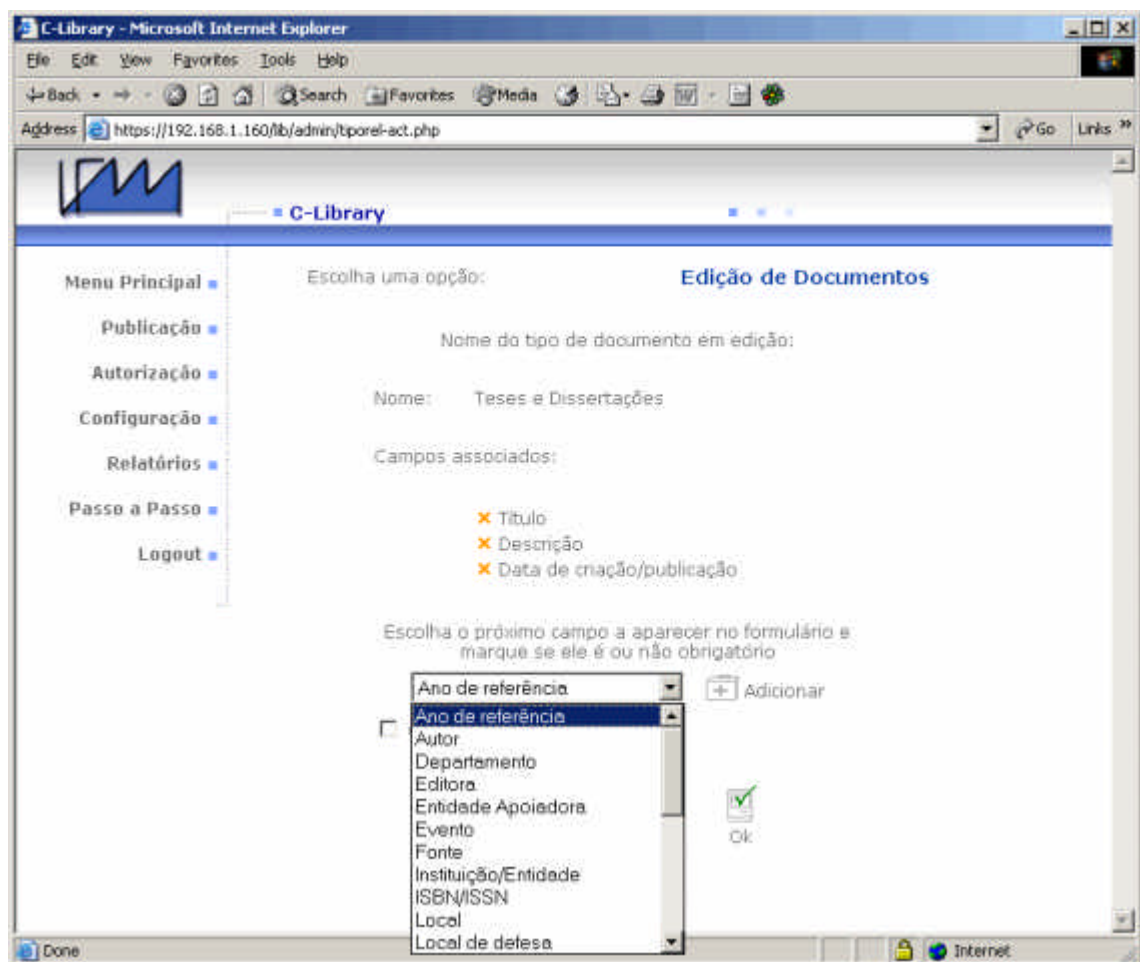 C-Library - Microsoft Internet Explorer
File Edit View Favorites Tools Help
Back Search Favorites Media
Address https://192.168.1.160/lib/admin/tiporel-act.php Go Links »
C-Library
Menu Principal
Publicação
Autorização
Configuração
Relatórios
Passo a Passo
Logout
Escolha uma opção: Edição de Documentos
Nome do tipo de documento em edição:
Nome: Teses e Dissertações
Campos associados:
Título
Descrição
Data de criação/publicação
Escolha o próximo campo a aparecer no formulário e
marque se ele é ou não obrigatório
Ano de referência Adicionar
Ano de referência
Autor
Departamento
Editora
Entidade Apoiadora
Evento
Fonte
Instituição/Entidade
ISBN/ISSN
Local
Local de defesa
Ok
Done Internet